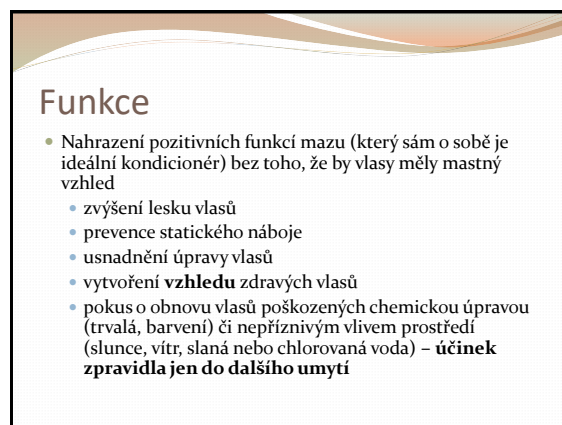 Funkce
Nahrazení pozitivních funkcí mazu (který sám o sobě je
ideální kondicionér) bez toho, že by vlasy měly mastný
vzhled
zvýšení lesku vlasů
prevence statického náboje
usnadnění úpravy vlasů
vytvoření vzhledu zdravých vlasů
pokus o obnovu vlasů poškozených chemickou úpravou
(trvalá, barvení) či nepříznivým vlivem prostředí
(slunce, vítr, slaná nebo chlorovaná voda) – účinek
zpravidla jen do dalšího umytí